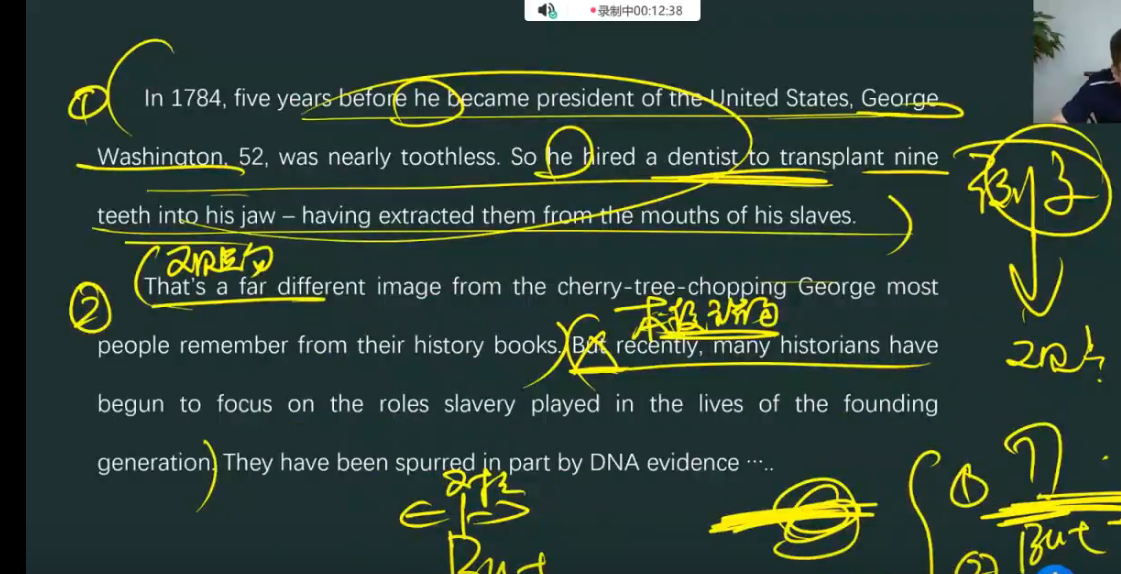 录制中00:12:38
① In 1784, five years before he became president of the United States, George
Washington, 52, was nearly toothless. So he hired a dentist to transplant nine
teeth into his jaw – having extracted them from the mouths of his slaves.
例子
② That's a far different image from the cherry-tree-chopping George most
people remember from their history books. But recently, many historians have
begun to focus on the roles slavery played in the lives of the founding
generation. They have been spurred in part by DNA evidence ….
①
But
But
②